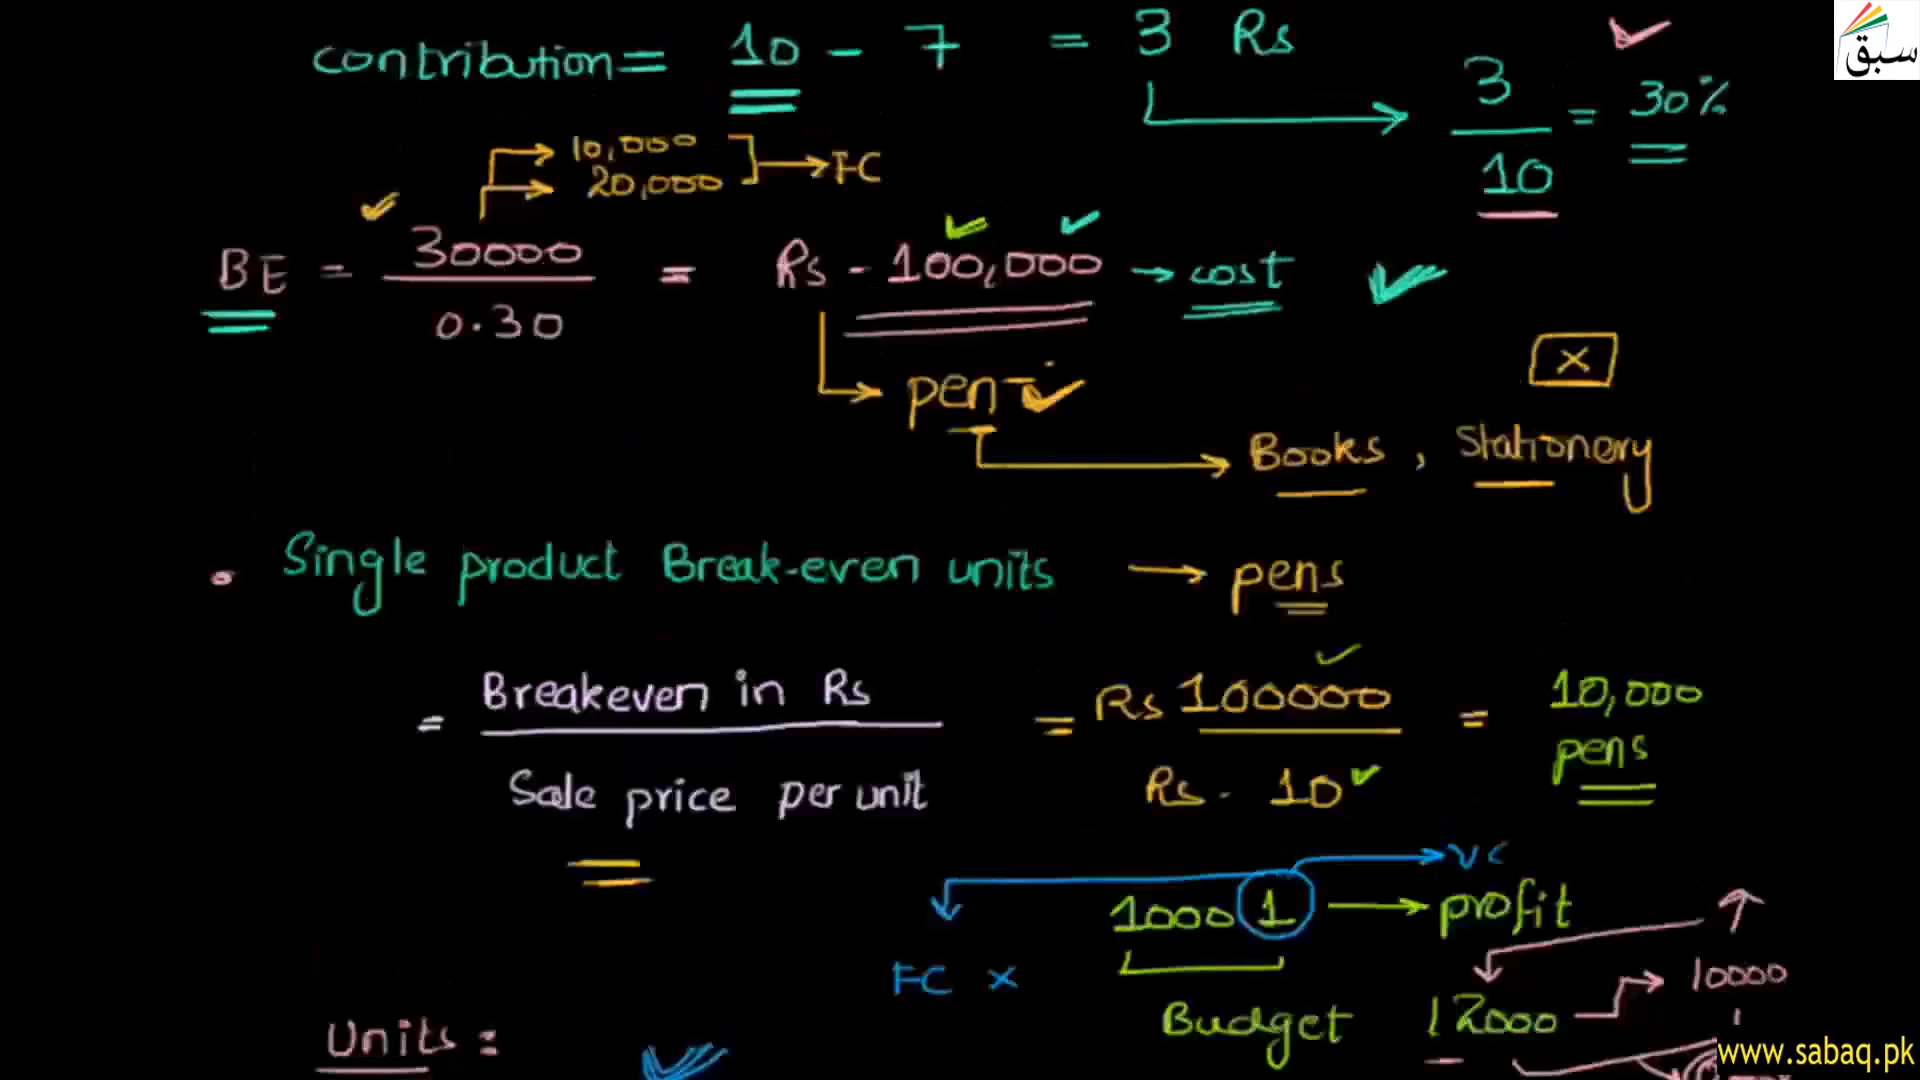 contribution = 10 - 7 = 3 Rs
3/10 = 30%
سبق
10,000
20,000 → FC
BE = 30000/0.30 = Rs - 100,000 → cost
pen -
x
Books, Stationery
• Single product Break-even units → pens
= Breakeven in Rs / Sale price per unit = Rs 100000 / Rs. 10 = 10,000 pens
VC
10001 → profit
FC x
10000
Budget 12000
Units :
www.sabaq.pk